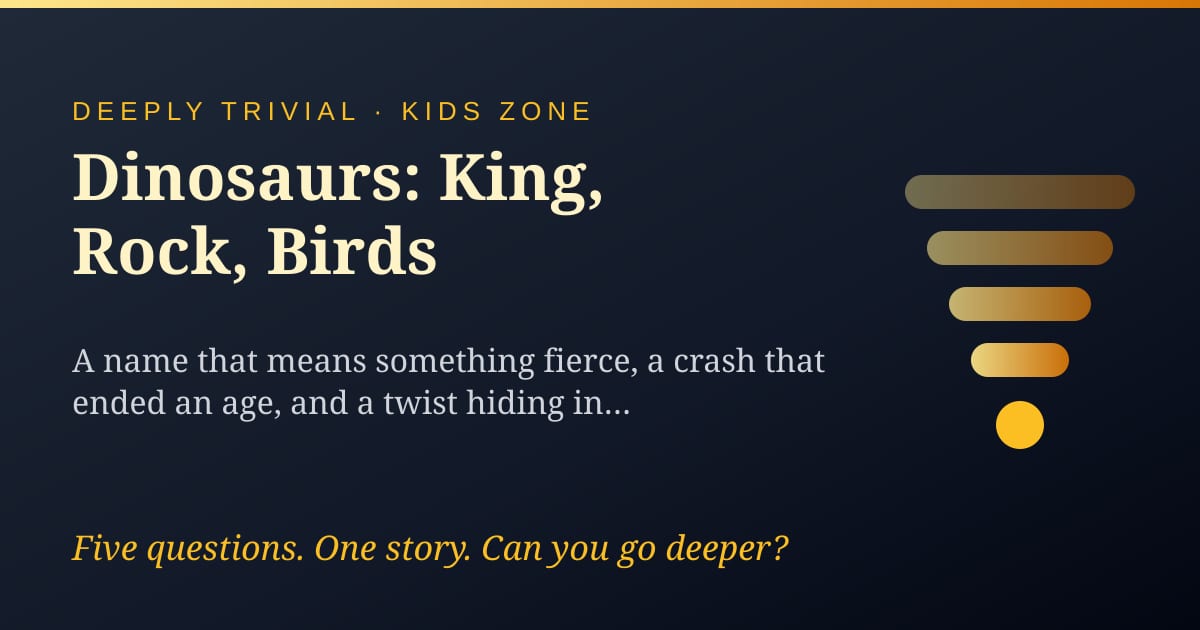 DEEPLY TRIVIAL · KIDS ZONE
Dinosaurs: King,
Rock, Birds
A name that means something fierce, a crash that
ended an age, and a twist hiding in…
Five questions. One story. Can you go deeper?